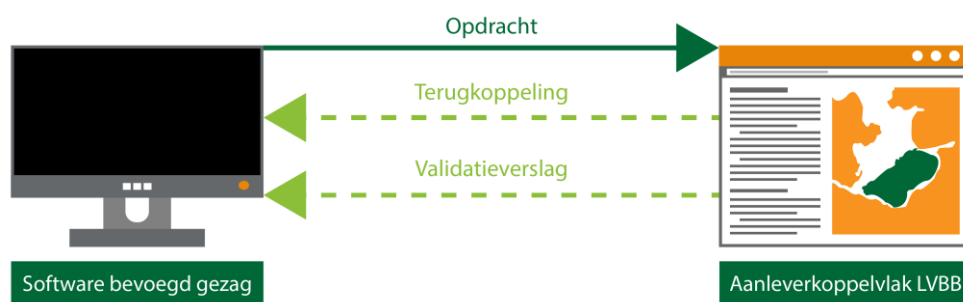 Opdracht
Terugkoppeling
Validatieverslag
Software bevoegd gezag
Aanleverkoppelvlak LVBB